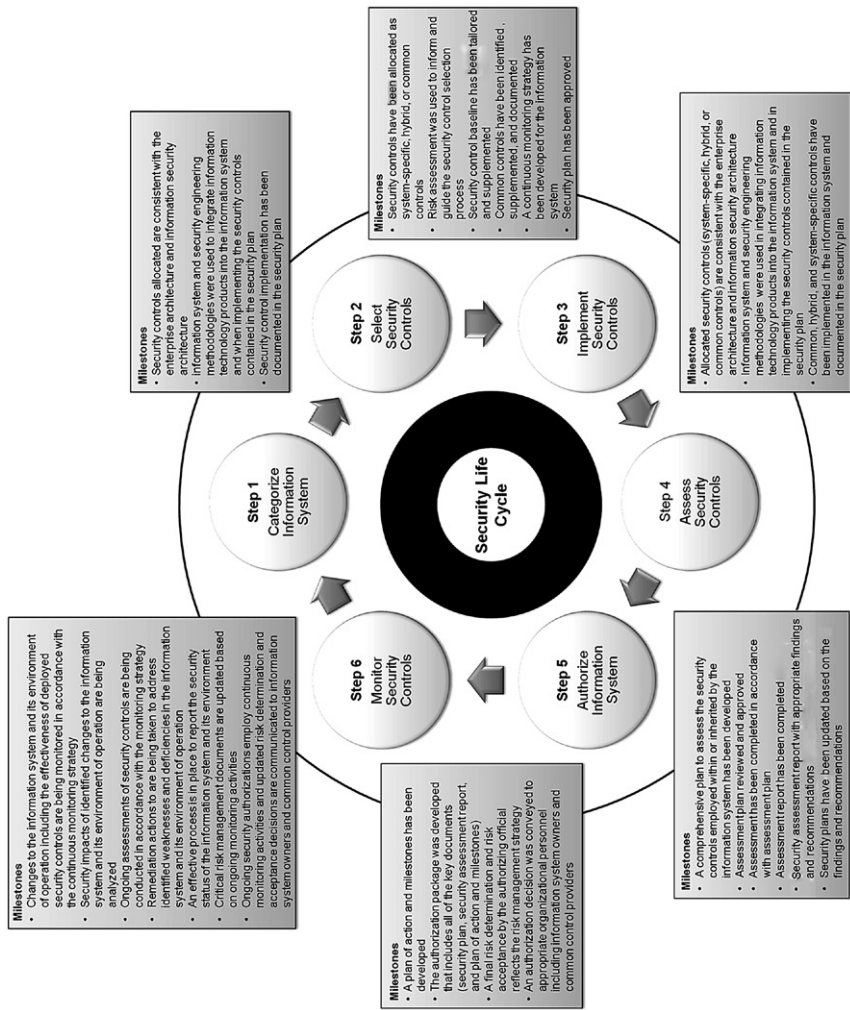 Milestones
• Changes to the information system and its environment
of operation including the effectiveness of deployed
security controls are being monitored in accordance with
the continuous monitoring strategy
• Security impacts of identified changes to the information
system and its environment of operation are being
analyzed
• Ongoing assessments of security controls are being
conducted in accordance with the monitoring strategy
• Remediation actions to are being taken to address
identified weaknesses and deficiencies in the information
system and its environment of operation
• An effective process is in place to report the security
status of the information system and its environment
• Critical risk management documents are updated based
on ongoing monitoring activities
• Ongoing security authorizations employ continuous
monitoring activities and updated risk determination and
acceptance decisions are communicated to information
system owners and common control providers
Milestones
• Security controls allocated are consistent with the
enterprise architecture and information security
architecture
• Information system and security engineering
methodologies were used to integrate information
technology products into the information system
and when implementing the security controls
contained in the security plan
• Security control implementation has been
documented in the security plan
Step 1
Categorize
Information
System
Milestones
• A plan of action and milestones has been
developed
• The authorization package was developed
that includes all of the key documents
(security plan, security assessment report,
and plan of action and milestones)
• A final risk determination and risk
acceptance by the authorizing official
reflects the risk management strategy
• An authorization decision was conveyed to
appropriate organizational personnel
including information system owners and
common control providers
Step 6
Monitor
Security
Controls
Step 2
Select
Security
Controls
Milestones
• Security controls have been allocated as
system-specific, hybrid, or common
controls
• Risk assessment was used to inform and
guide the security control selection
process
• Security control baseline has been tailored
and supplemented
• Common controls have been identified ,
supplemented, and documented
• A continuous monitoring strategy has
been developed for the information
system
• Security plan has been approved
Security Life
Cycle
Step 5
Authorize
Information
System
Step 3
Implement
Security
Controls
Step 4
Assess
Security
Controls
Milestones
• A comprehensive plan to assess the security
controls employed within or inherited by the
information system has been developed
• Assessment plan reviewed and approved
• Assessment has been completed in accordance
with assessment plan
• Assessment report has been completed
• Security assessment report with appropriate findings
and recommendations
• Security plans have been updated based on the
findings and recommendations
Milestones
• Allocated security controls (system-specific, hybrid, or
common controls) are consistent with the enterprise
architecture and information security architecture
• Information system and security engineering
methodologies were used in integrating information
technology products into the information system and in
implementing the security controls contained in the
security plan
• Common, hybrid, and system-specific controls have
been implemented in the information system and
documented in the security plan